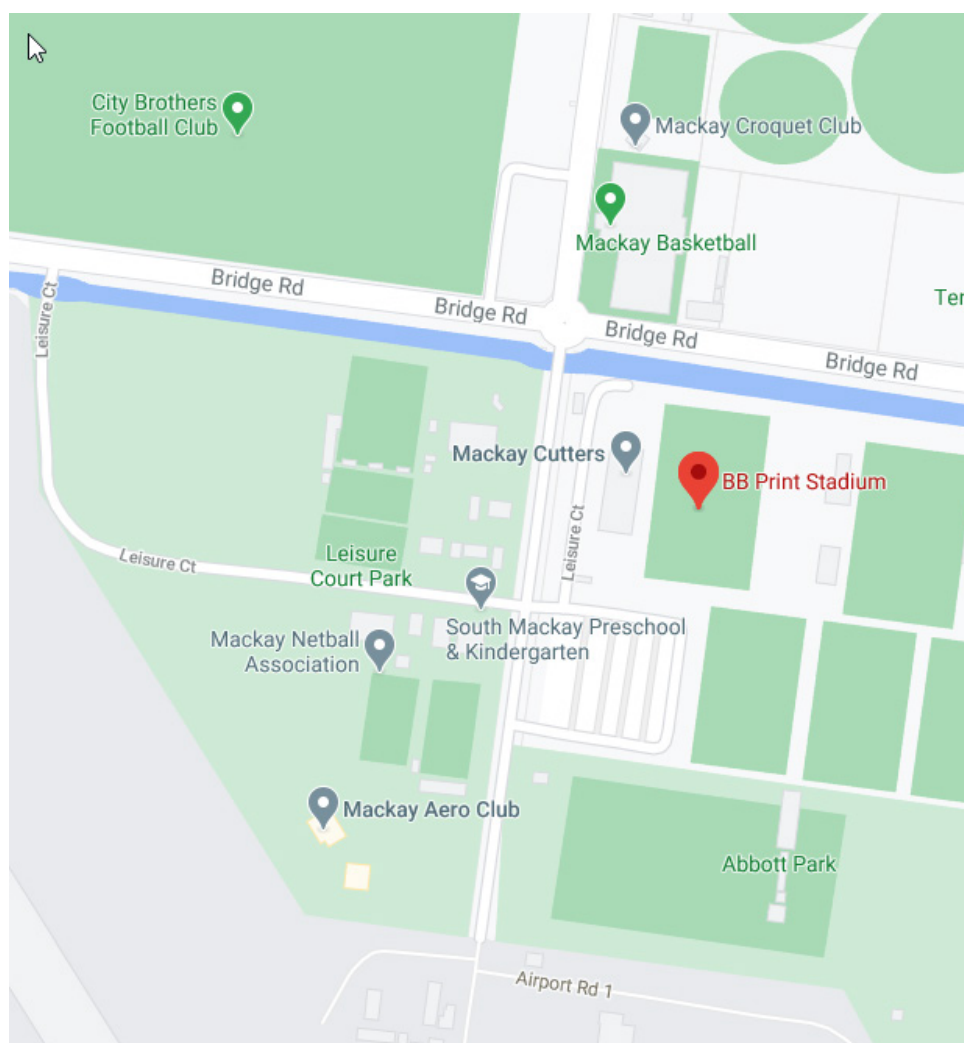 City Brothers
Football Club
Mackay Croquet Club
Mackay Basketball
Bridge Rd
Bridge Rd
Bridge Rd
Bridge Rd
Ter
Leisure Ct
Mackay Cutters
BB Print Stadium
Leisure Ct
Leisure Ct
Leisure
Court Park
South Mackay Preschool
& Kindergarten
Mackay Netball
Association
Mackay Aero Club
Abbott Park
Airport Rd 1